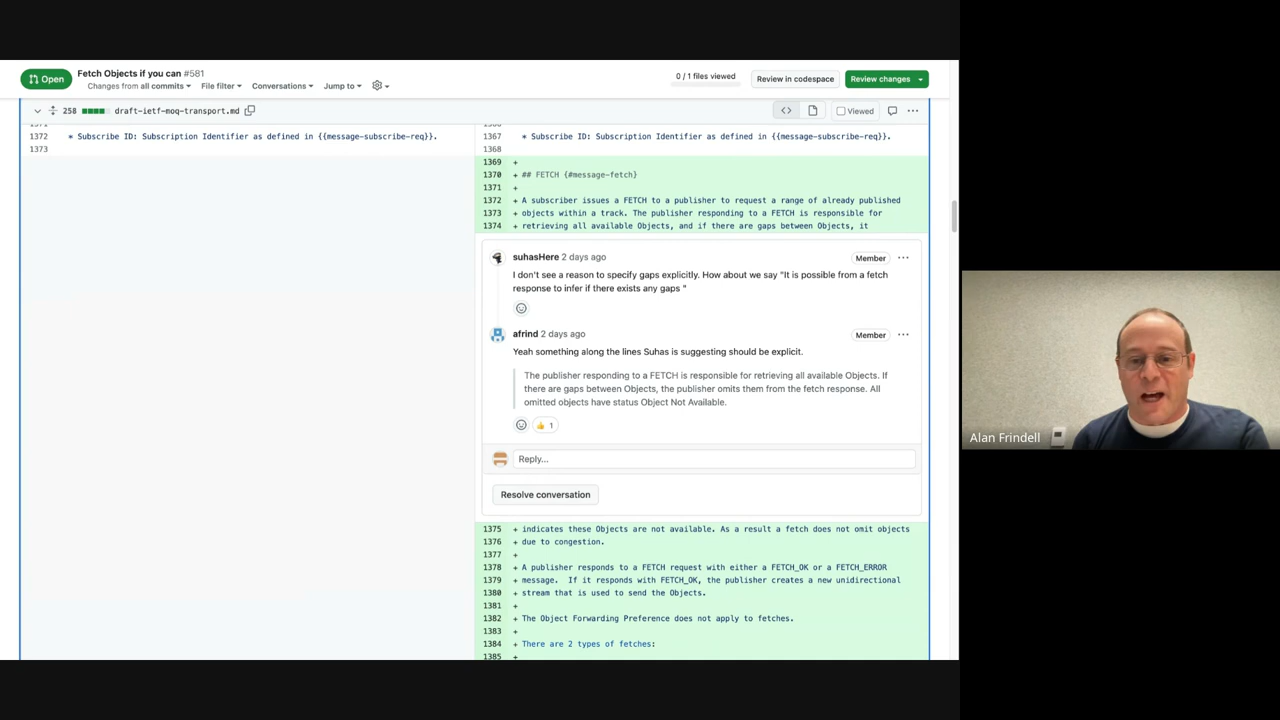 Open
Fetch Objects if you can #581
Changes from all commits
File filter
Conversations
Jump to
0 / 1 files viewed
Review in codespace
Review changes
258
draft-ietf-moq-transport.md
Viewed
1372 * Subscribe ID: Subscription Identifier as defined in {{message-subscribe-req}}.
1373
1367 * Subscribe ID: Subscription Identifier as defined in {{message-subscribe-req}}.
1368
1369 +
1370 + ## FETCH {#message-fetch}
1371 +
1372 + A subscriber issues a FETCH to a publisher to request a range of already published
1373 + objects within a track. The publisher responding to a FETCH is responsible for
1374 + retrieving all available Objects, and if there are gaps between Objects, it
suhasHere 2 days ago
Member
I don't see a reason to specify gaps explicitly. How about we say "It is possible from a fetch
response to infer if there exists any gaps "
afrind 2 days ago
Member
Yeah something along the lines Suhas is suggesting should be explicit.
The publisher responding to a FETCH is responsible for retrieving all available Objects. If
there are gaps between Objects, the publisher omits them from the fetch response. All
omitted objects have status Object Not Available.
👍 1
Reply...
Resolve conversation
1375 + indicates these Objects are not available. As a result a fetch does not omit objects
1376 + due to congestion.
1377 +
1378 + A publisher responds to a FETCH request with either a FETCH_OK or a FETCH_ERROR
1379 + message. If it responds with FETCH_OK, the publisher creates a new unidirectional
1380 + stream that is used to send the Objects.
1381 +
1382 + The Object Forwarding Preference does not apply to fetches.
1383 +
1384 + There are 2 types of fetches:
1385 +
Alan Frindell